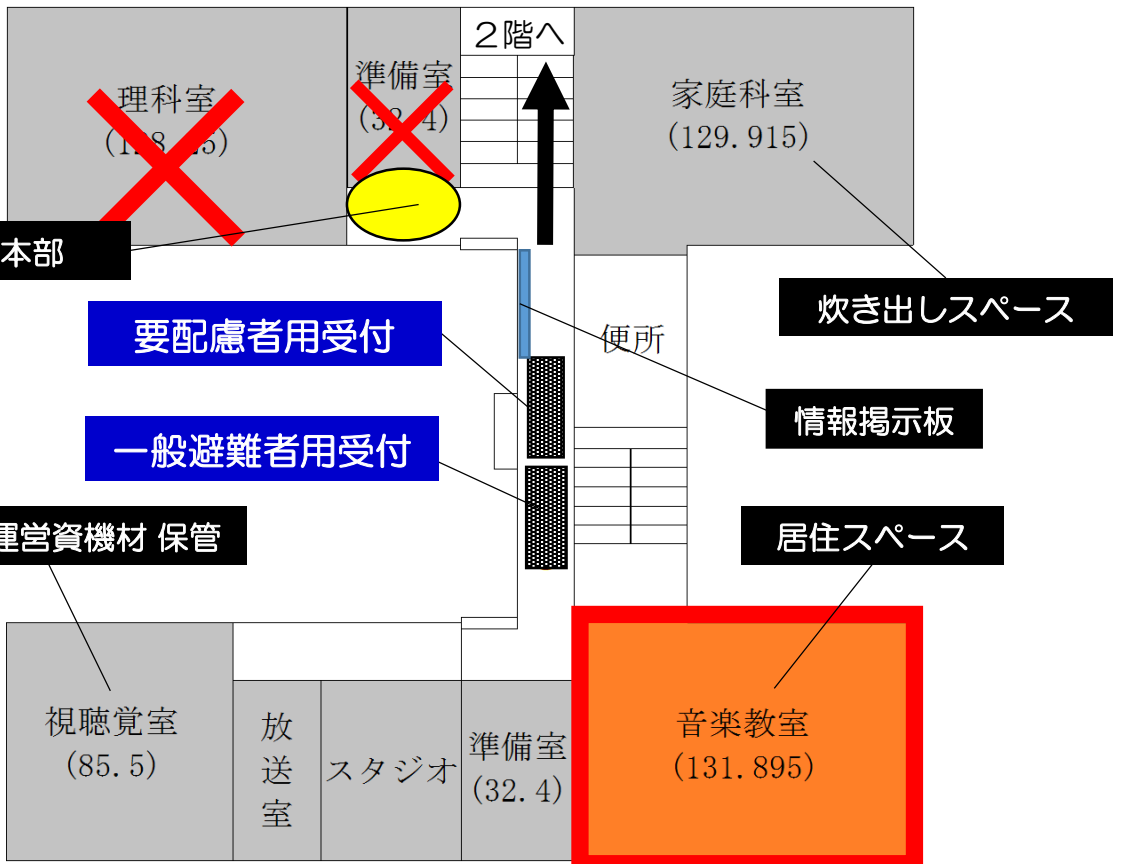 2階へ
理科室
準備室
(32.4)
家庭科室
(129.915)
本部
要配慮者用受付
便所
炊き出しスペース
情報掲示板
一般避難者用受付
運営資機材 保管
居住スペース
視聴覚室
(85.5)
放送室
スタジオ
準備室
(32.4)
音楽教室
(131.895)